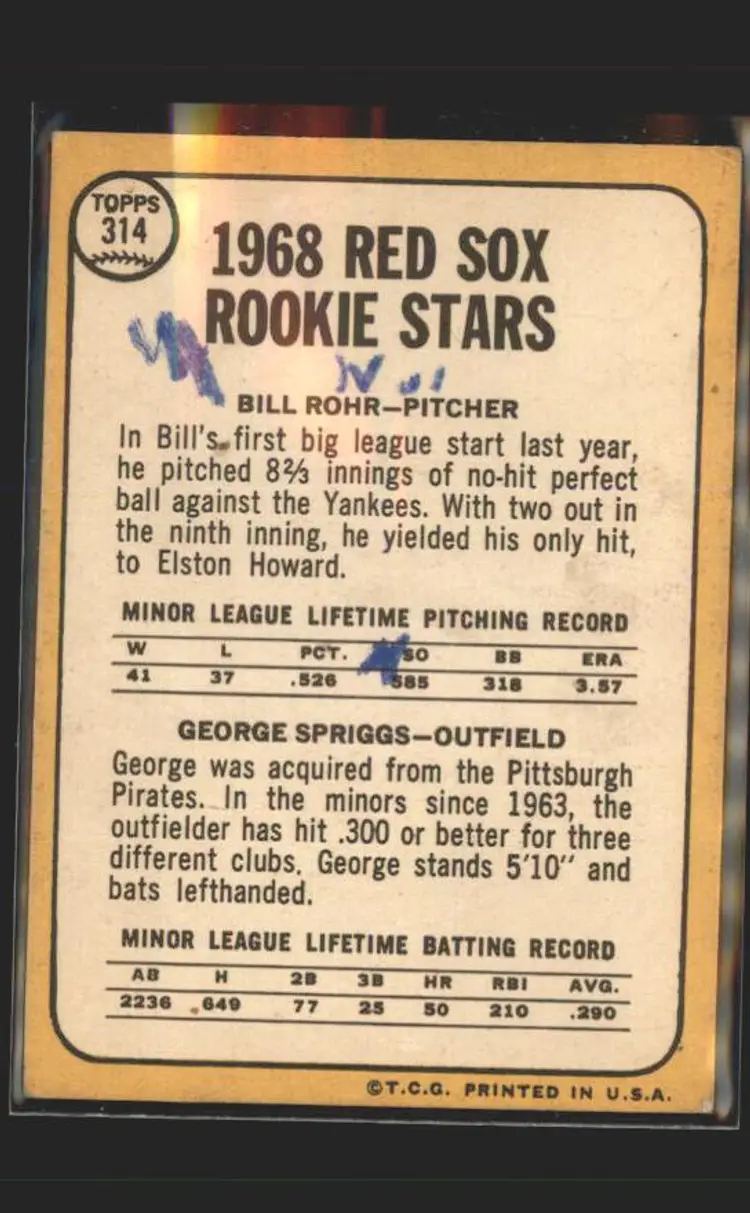 TOPPS
314
1968 RED SOX
ROOKIE STARS
BILL ROHR—PITCHER
In Bill's first big league start last year,
he pitched 8⅔ innings of no-hit perfect
ball against the Yankees. With two out in
the ninth inning, he yielded his only hit,
to Elston Howard.
MINOR LEAGUE LIFETIME PITCHING RECORD
W L PCT. SO BB ERA
41 37 .526 585 318 3.57
GEORGE SPRIGGS—OUTFIELD
George was acquired from the Pittsburgh
Pirates. In the minors since 1963, the
outfielder has hit .300 or better for three
different clubs. George stands 5'10" and
bats lefthanded.
MINOR LEAGUE LIFETIME BATTING RECORD
AB H 2B 3B HR RBI AVG.
2236 649 77 25 50 210 .290
©T.C.G. PRINTED IN U.S.A.